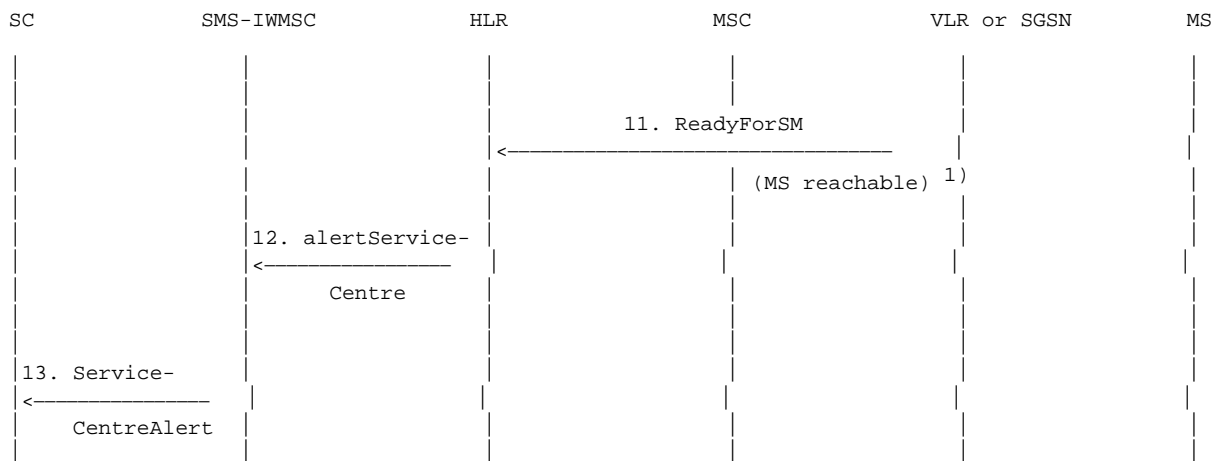 SC SMS-IWMSC HLR MSC VLR or SGSN MS
11. ReadyForSM
(MS reachable) 1)
12. alertService-
Centre
13. Service-
CentreAlert